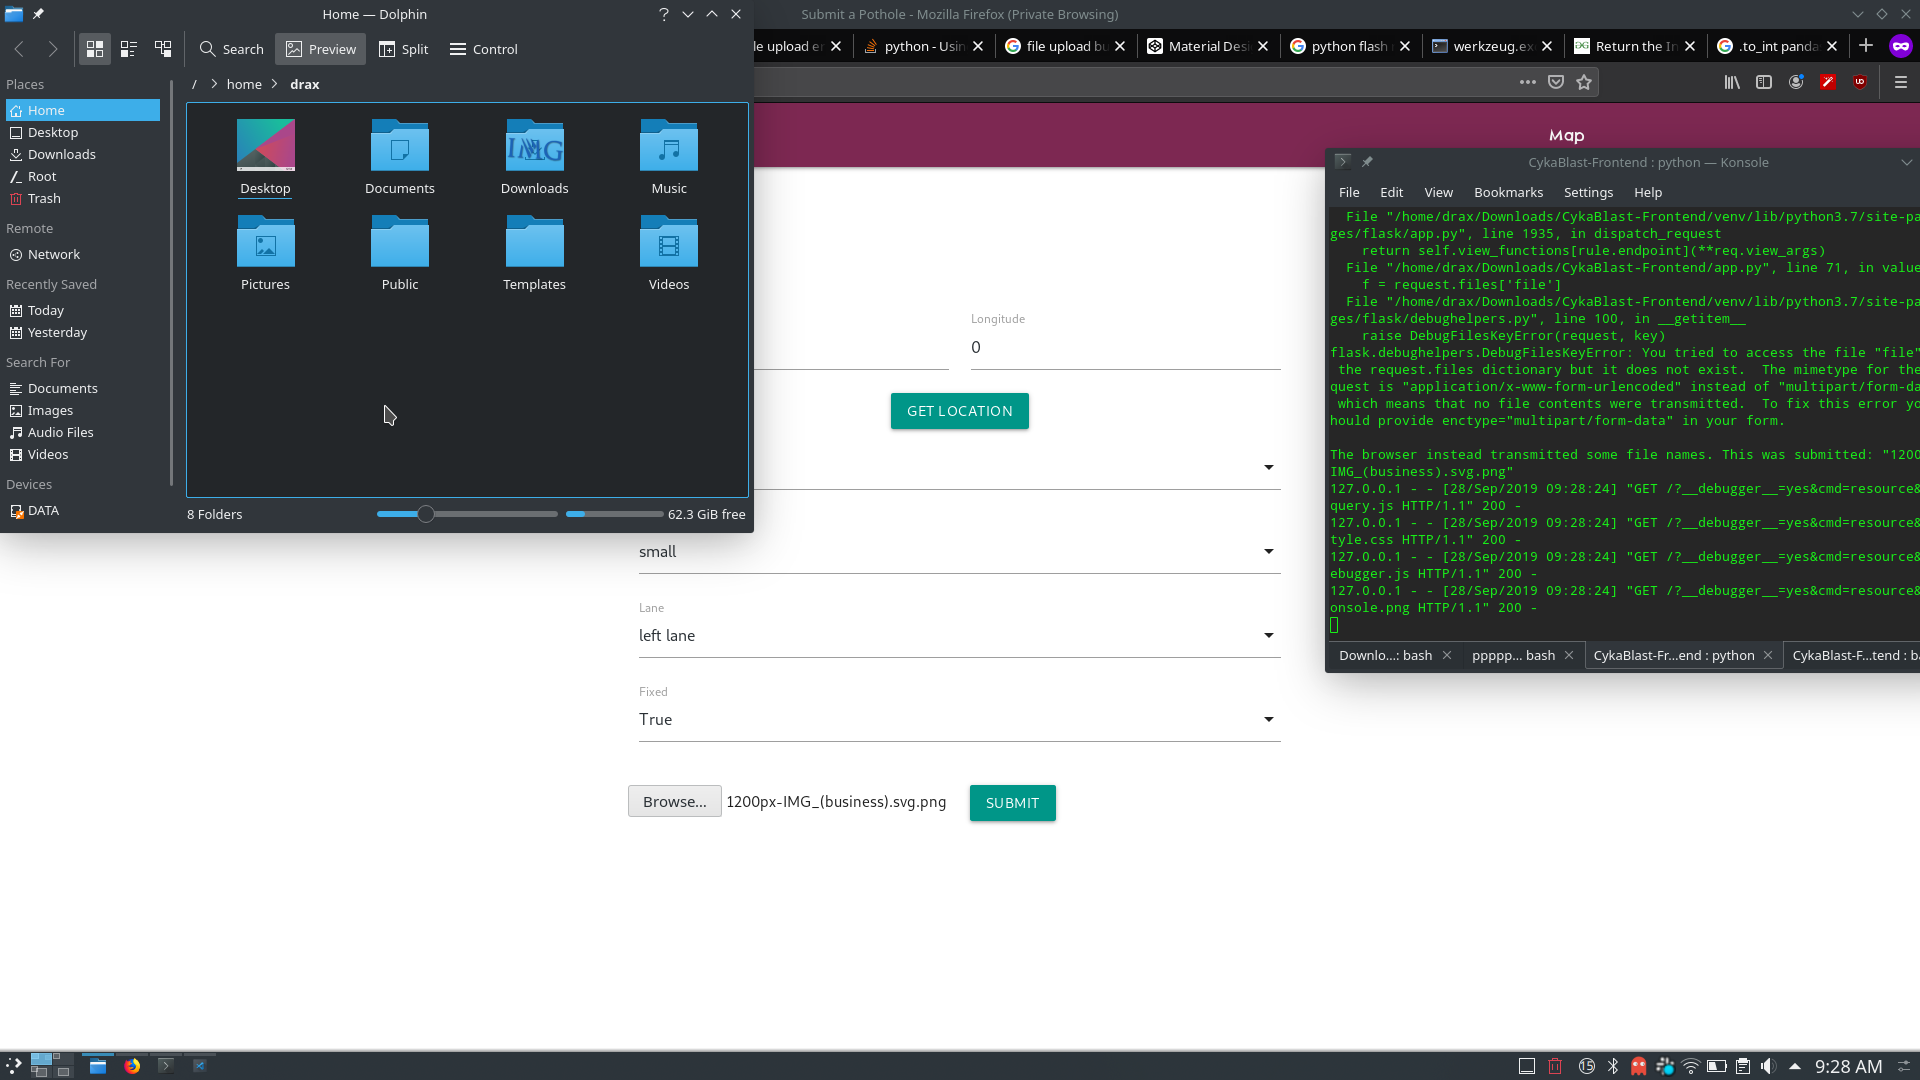 Home — Dolphin
Search
Preview
Split
Control
Places
Home
Desktop
Downloads
Root
Trash
Remote
Network
Recently Saved
Today
Yesterday
Search For
Documents
Images
Audio Files
Videos
Devices
DATA
/ > home > drax
Desktop
Documents
Downloads
Music
Pictures
Public
Templates
Videos
8 Folders
62.3 GiB free
Submit a Pothole - Mozilla Firefox (Private Browsing)
le upload er
python - Usin
file upload bu
Material Desi
python flash
werkzeug.ex
Return the In
.to_int panda
Map
Longitude
0
GET LOCATION
small
Lane
left lane
Fixed
True
Browse...
1200px-IMG_(business).svg.png
SUBMIT
CykaBlast-Frontend : python — Konsole
File Edit View Bookmarks Settings Help
File "/home/drax/Downloads/CykaBlast-Frontend/venv/lib/python3.7/site-pa
ges/flask/app.py", line 1935, in dispatch_request
return self.view_functions[rule.endpoint](**req.view_args)
File "/home/drax/Downloads/CykaBlast-Frontend/app.py", line 71, in value
f = request.files['file']
File "/home/drax/Downloads/CykaBlast-Frontend/venv/lib/python3.7/site-pa
ges/flask/debughelpers.py", line 100, in __getitem__
raise DebugFilesKeyError(request, key)
flask.debughelpers.DebugFilesKeyError: You tried to access the file "file"
the request.files dictionary but it does not exist.  The mimetype for the
quest is "application/x-www-form-urlencoded" instead of "multipart/form-da
which means that no file contents were transmitted.  To fix this error yo
hould provide enctype="multipart/form-data" in your form.
The browser instead transmitted some file names. This was submitted: "1200
IMG_(business).svg.png"
127.0.0.1 - - [28/Sep/2019 09:28:24] "GET /?__debugger__=yes&cmd=resource&
query.js HTTP/1.1" 200 -
127.0.0.1 - - [28/Sep/2019 09:28:24] "GET /?__debugger__=yes&cmd=resource&
tyle.css HTTP/1.1" 200 -
127.0.0.1 - - [28/Sep/2019 09:28:24] "GET /?__debugger__=yes&cmd=resource&
ebugger.js HTTP/1.1" 200 -
127.0.0.1 - - [28/Sep/2019 09:28:24] "GET /?__debugger__=yes&cmd=resource&
onsole.png HTTP/1.1" 200 -
Downlo...: bash
ppppp... bash
CykaBlast-Fr...end : python
CykaBlast-F...tend : ba
15
9:28 AM